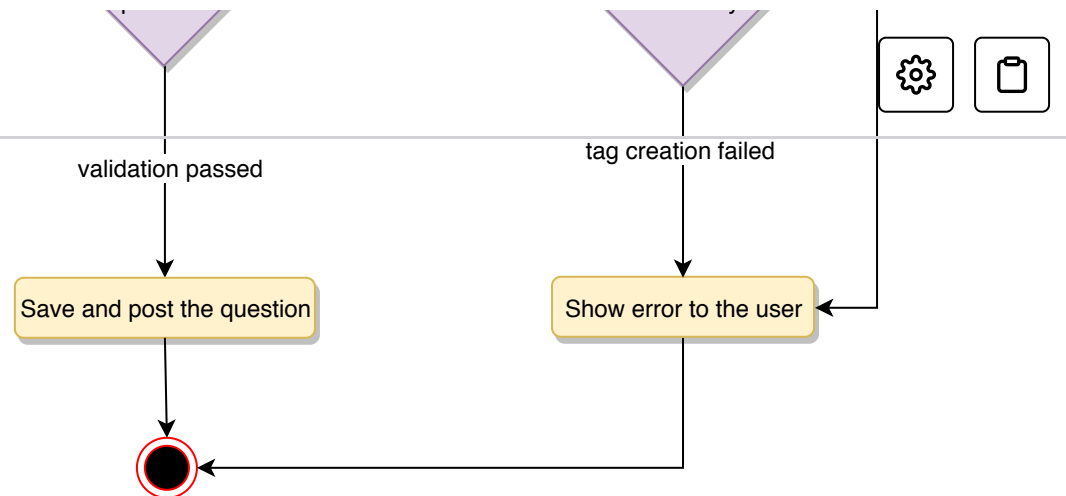 tag creation failed
validation passed
Save and post the question
Show error to the user